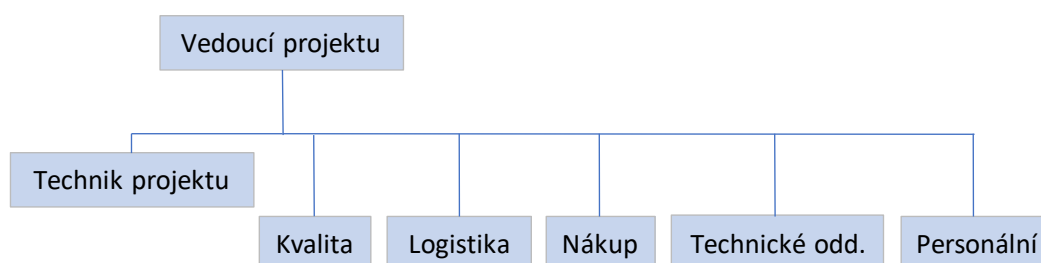 Vedoucí projektu
Technik projektu
Kvalita
Logistika
Nákup
Technické odd.
Personální